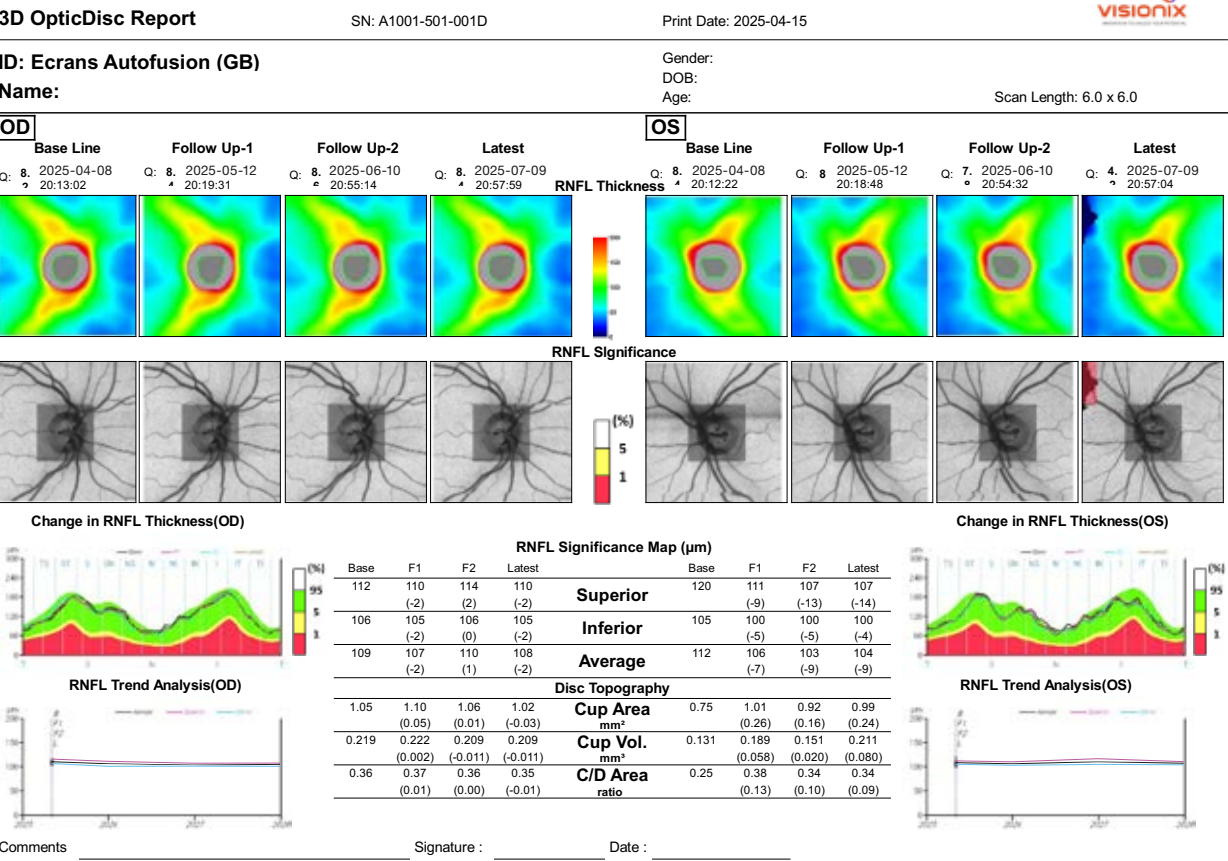 3D OpticDisc Report SN: A1001-501-001D Print Date: 2025-04-15 VISIONIX
ID: Ecrans Autofusion (GB) Gender:
DOB:
Name: Age: Scan Length: 6.0 x 6.0
OD OS
Base Line Follow Up-1 Follow Up-2 Latest Base Line Follow Up-1 Follow Up-2 Latest
Q: 8. 2025-04-08 Q: 8. 2025-05-12 Q: 8. 2025-06-10 Q: 8. 2025-07-09 Q: 8. 2025-04-08 Q: 8 2025-05-12 Q: 7. 2025-06-10 Q: 4. 2025-07-09
20:13:02 20:19:31 20:55:14 20:57:59 20:12:22 20:18:48 20:54:32 20:57:04
RNFL Thickness
RNFL SIgnificance
(%)
5
1
Change in RNFL Thickness(OD) Change in RNFL Thickness(OS)
(%)
95
5
1
RNFL Significance Map (µm)
Base F1 F2 Latest Base F1 F2 Latest
112 110 114 110 Superior 120 111 107 107
(-2) (2) (-2) (-9) (-13) (-14)
106 105 106 105 Inferior 105 100 100 100
(-2) (0) (-2) (-5) (-5) (-4)
109 107 110 108 Average 112 106 103 104
(-2) (1) (-2) (-7) (-9) (-9)
Disc Topography
1.05 1.10 1.06 1.02 Cup Area 0.75 1.01 0.92 0.99
(0.05) (0.01) (-0.03) mm² (0.26) (0.16) (0.24)
0.219 0.222 0.209 0.209 Cup Vol. 0.131 0.189 0.151 0.211
(0.002) (-0.011) (-0.011) mm³ (0.058) (0.020) (0.080)
0.36 0.37 0.36 0.35 C/D Area 0.25 0.38 0.34 0.34
(0.01) (0.00) (-0.01) ratio (0.13) (0.10) (0.09)
(%)
95
5
1
RNFL Trend Analysis(OD) RNFL Trend Analysis(OS)
Comments Signature : Date :